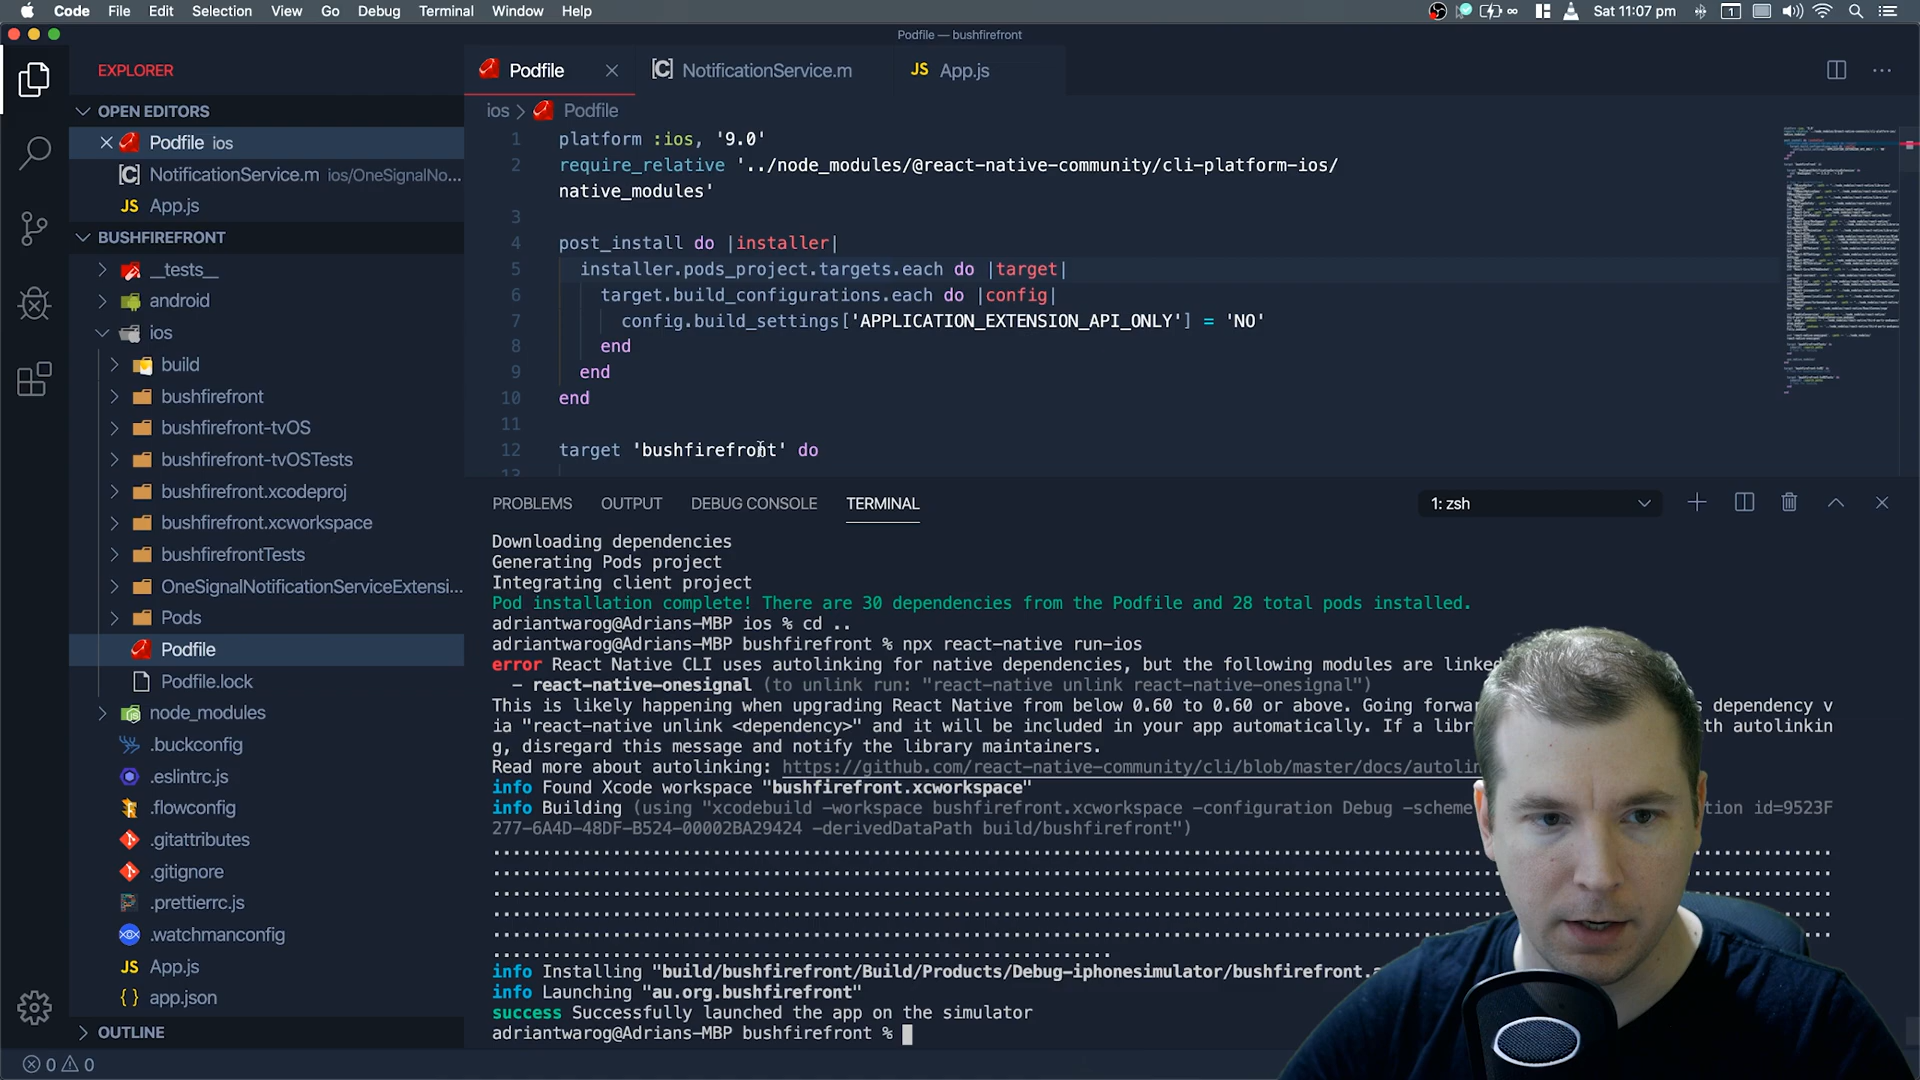 Code File Edit Selection View Go Debug Terminal Window Help
Sat 11:07 pm
Podfile — bushfirefront
EXPLORER
OPEN EDITORS
Podfile ios
NotificationService.m ios/OneSignalNo...
JS App.js
BUSHFIREFRONT
__tests__
android
ios
build
bushfirefront
bushfirefront-tvOS
bushfirefront-tvOSTests
bushfirefront.xcodeproj
bushfirefront.xcworkspace
bushfirefrontTests
OneSignalNotificationServiceExtensi...
Pods
Podfile
Podfile.lock
node_modules
.buckconfig
.eslintrc.js
.flowconfig
.gitattributes
.gitignore
.prettierrc.js
.watchmanconfig
JS App.js
{ } app.json
OUTLINE
0 0
Podfile
NotificationService.m
JS App.js
ios > Podfile
1 platform :ios, '9.0'
2 require_relative '../node_modules/@react-native-community/cli-platform-ios/
native_modules'
3
4 post_install do |installer|
5 installer.pods_project.targets.each do |target|
6 target.build_configurations.each do |config|
7 config.build_settings['APPLICATION_EXTENSION_API_ONLY'] = 'NO'
8 end
9 end
10 end
11
12 target 'bushfirefront' do
13
PROBLEMS OUTPUT DEBUG CONSOLE TERMINAL
1: zsh
Downloading dependencies
Generating Pods project
Integrating client project
Pod installation complete! There are 30 dependencies from the Podfile and 28 total pods installed.
adriantwarog@Adrians-MBP ios % cd ..
adriantwarog@Adrians-MBP bushfirefront % npx react-native run-ios
error React Native CLI uses autolinking for native dependencies, but the following modules are linked
- react-native-onesignal (to unlink run: "react-native unlink react-native-onesignal")
This is likely happening when upgrading React Native from below 0.60 to 0.60 or above. Going forwar s dependency v
ia "react-native unlink <dependency>" and it will be included in your app automatically. If a libr th autolinkin
g, disregard this message and notify the library maintainers.
Read more about autolinking: https://github.com/react-native-community/cli/blob/master/docs/autolin
info Found Xcode workspace "bushfirefront.xcworkspace"
info Building (using "xcodebuild -workspace bushfirefront.xcworkspace -configuration Debug -scheme tion id=9523F
277-6A4D-48DF-B524-00002BA29424 -derivedDataPath build/bushfirefront")
info Installing "build/bushfirefront/Build/Products/Debug-iphonesimulator/bushfirefront.a
info Launching "au.org.bushfirefront"
success Successfully launched the app on the simulator
adriantwarog@Adrians-MBP bushfirefront %